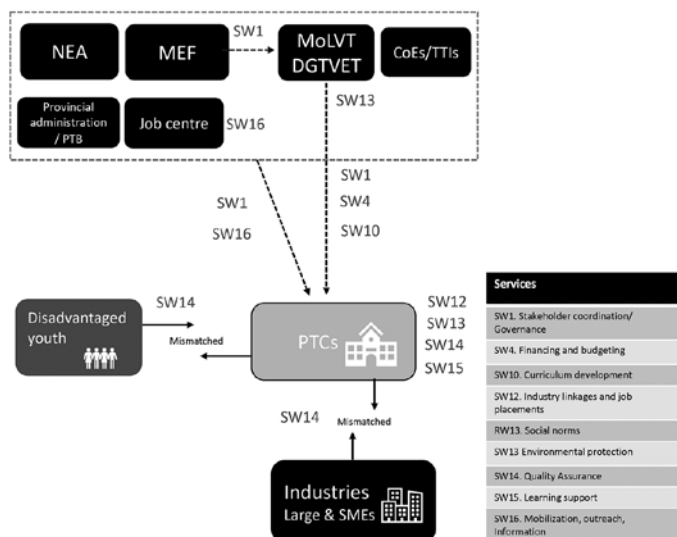 NEA
MEF
SW1
MoLVT
DGTVET
CoEs/TTIs
Provincial
administration
/ PTB
Job centre
SW16
SW13
SW1
SW16
SW1
SW4
SW10
Disadvantaged
youth
SW14
Mismatched
PTCs
SW12
SW13
SW14
SW15
SW14
Mismatched
Industries
Large & SMEs
Services
SW1. Stakeholder coordination/
Governance
SW4. Financing and budgeting
SW10. Curriculum development
SW12. Industry linkages and job
placements
RW13. Social norms
SW13 Environmental protection
SW14. Quality Assurance
SW15. Learning support
SW16. Mobilization, outreach,
Information